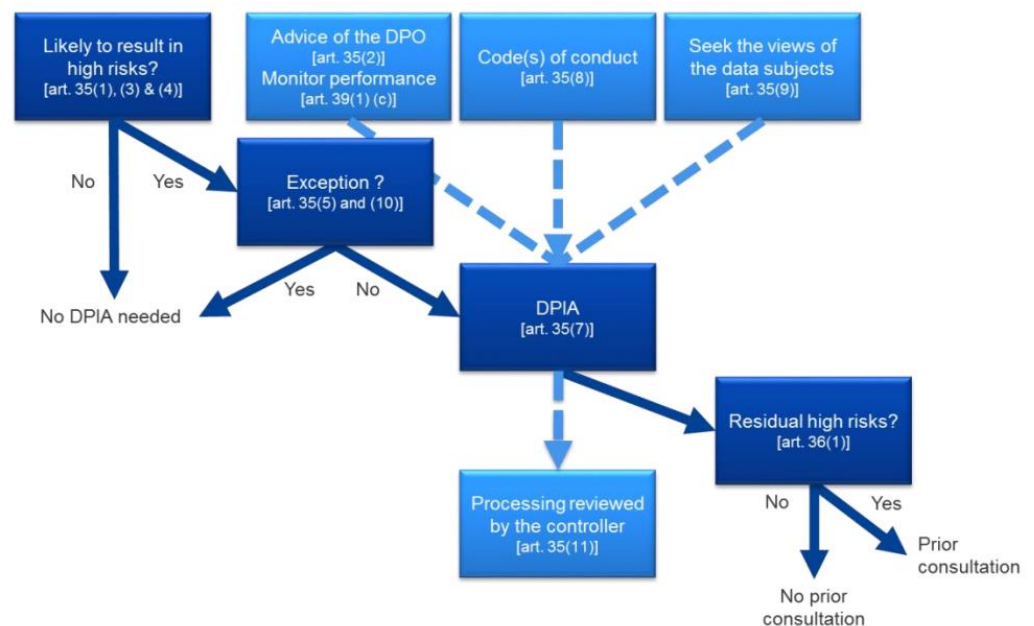 Likely to result in
high risks?
[art. 35(1), (3) & (4)]
Advice of the DPO
[art. 35(2)]
Monitor performance
[art. 39(1) (c)]
Code(s) of conduct
[art. 35(8)]
Seek the views of
the data subjects
[art. 35(9)]
No
Yes
Exception ?
[art. 35(5) and (10)]
Yes
No
No DPIA needed
DPIA
[art. 35(7)]
Residual high risks?
[art. 36(1)]
Processing reviewed
by the controller
[art. 35(11)]
No
Yes
Prior
consultation
No prior
consultation